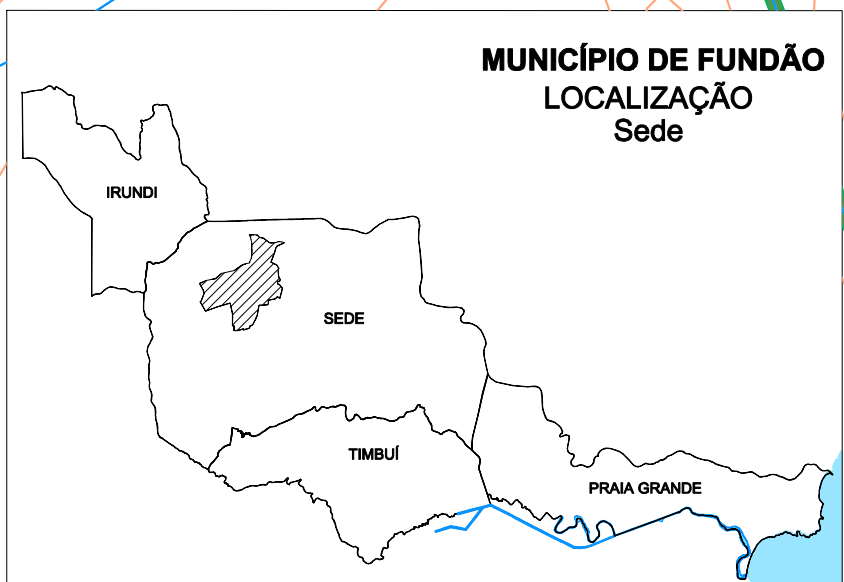 MUNICÍPIO DE FUNDÃO
LOCALIZAÇÃO
Sede
IRUNDI
SEDE
TIMBUÍ
PRAIA GRANDE